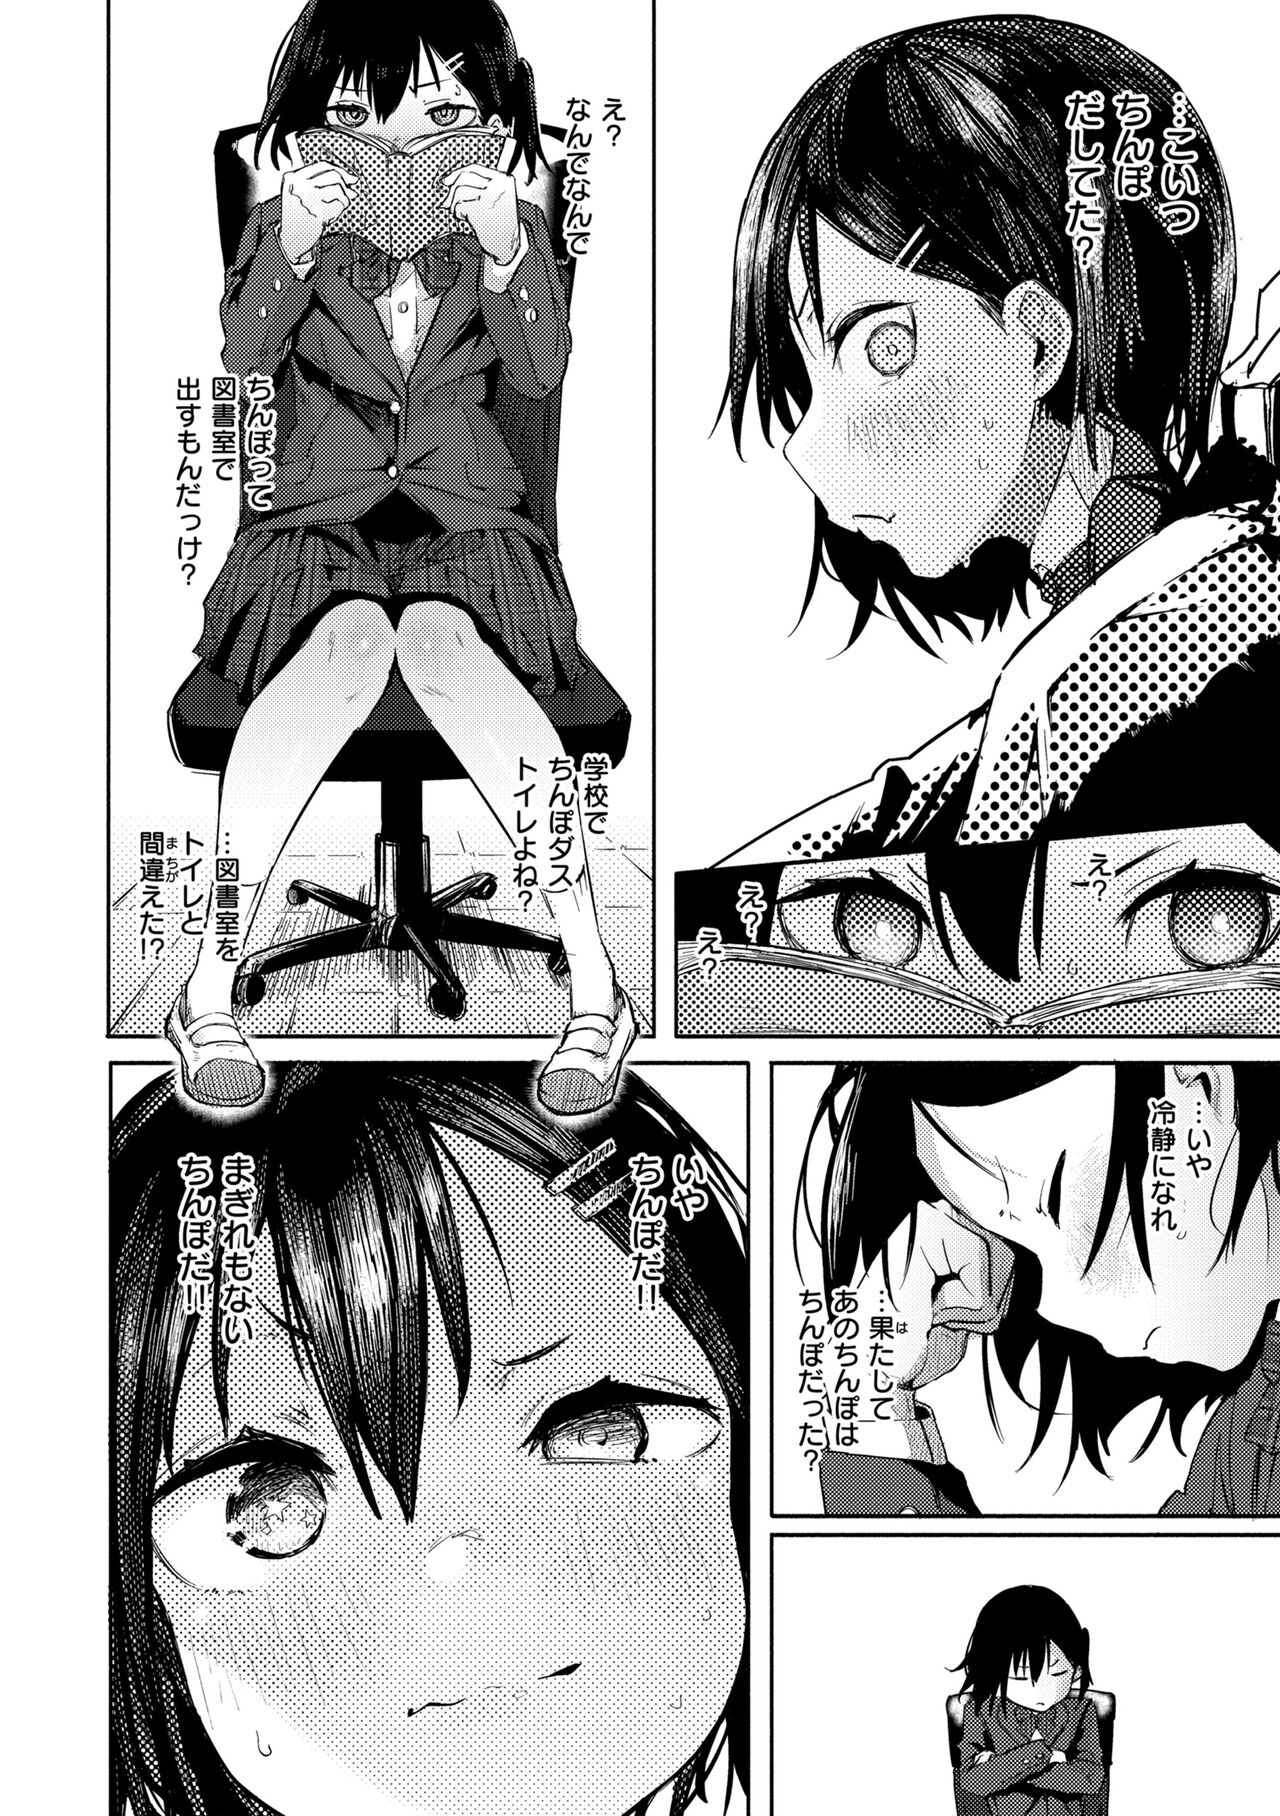 …こいつ
ちんぽ
だしてた？
え？
え？
え？
え？
なんでなんで
ちんぽって
図書室で
出すもんだっけ？
学校で
ちんぽダス
トイレよね？
…図書室を
トイレと
間違えた!?
まちが
…いや
冷静になれ
…果たして
は
あのちんぽは
ちんぽだった？
いや
ちんぽだ!!
まぎれもない
ちんぽだ!!